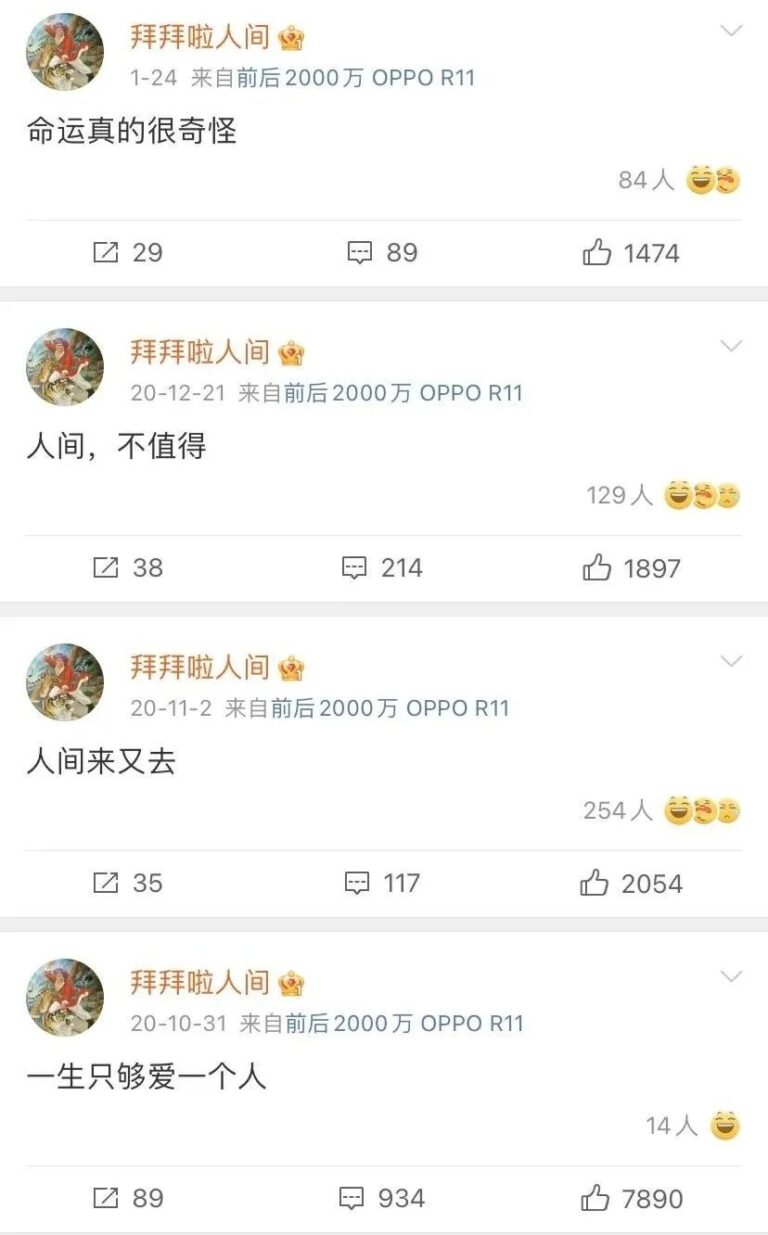 拜拜啦人间
1-24 来自前后2000万 OPPO R11
命运真的很奇怪
84人
29 89 1474
拜拜啦人间
20-12-21 来自前后2000万 OPPO R11
人间，不值得
129人
38 214 1897
拜拜啦人间
20-11-2 来自前后2000万 OPPO R11
人间来又去
254人
35 117 2054
拜拜啦人间
20-10-31 来自前后2000万 OPPO R11
一生只够爱一个人
14人
89 934 7890